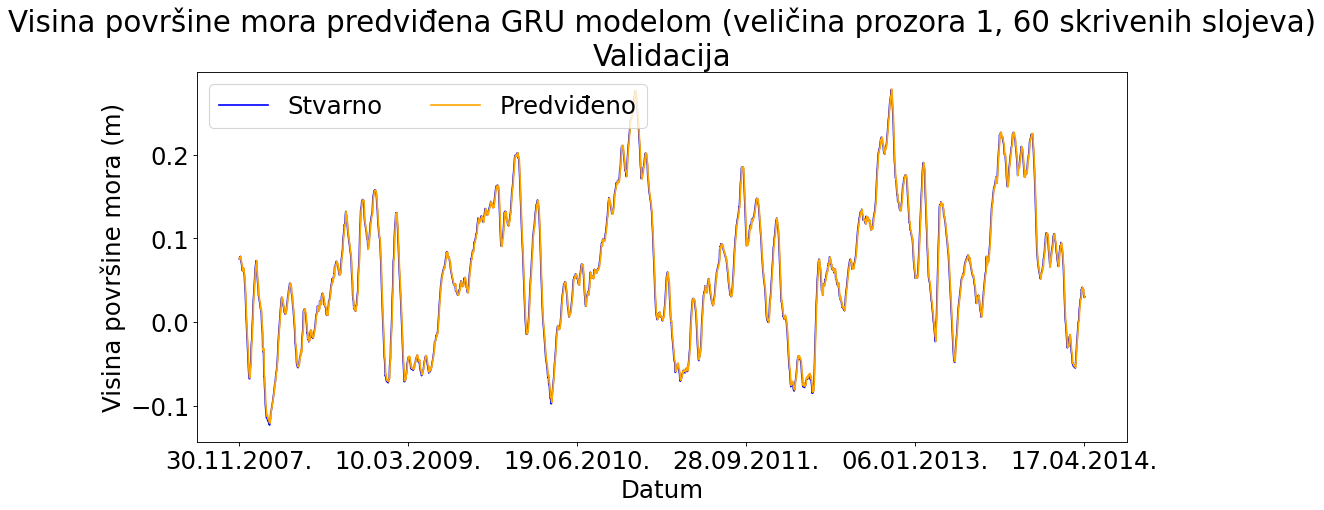 Visina površine mora predviđena GRU modelom (veličina prozora 1, 60 skrivenih slojeva)
Validacija
Stvarno Predviđeno
Visina površine mora (m)
0.2
0.1
0.0
−0.1
30.11.2007. 10.03.2009. 19.06.2010. 28.09.2011. 06.01.2013. 17.04.2014.
Datum